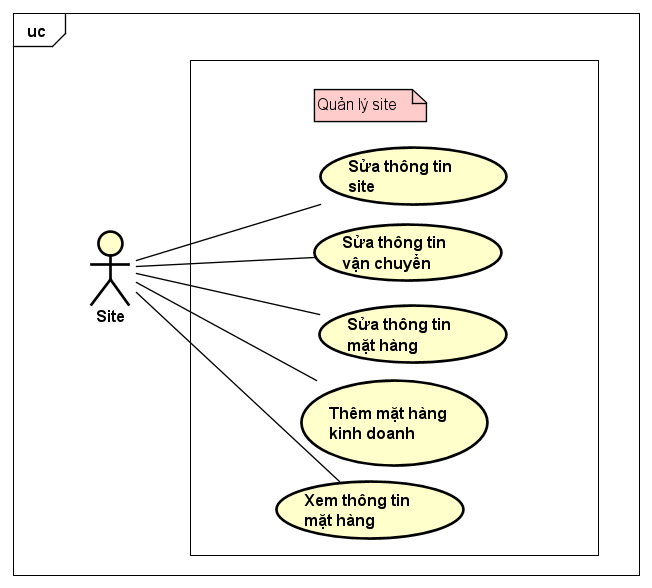 uc
Quản lý site
Sửa thông tin
site
Sửa thông tin
vận chuyển
Site
Sửa thông tin
mặt hàng
Thêm mặt hàng
kinh doanh
Xem thông tin
mặt hàng